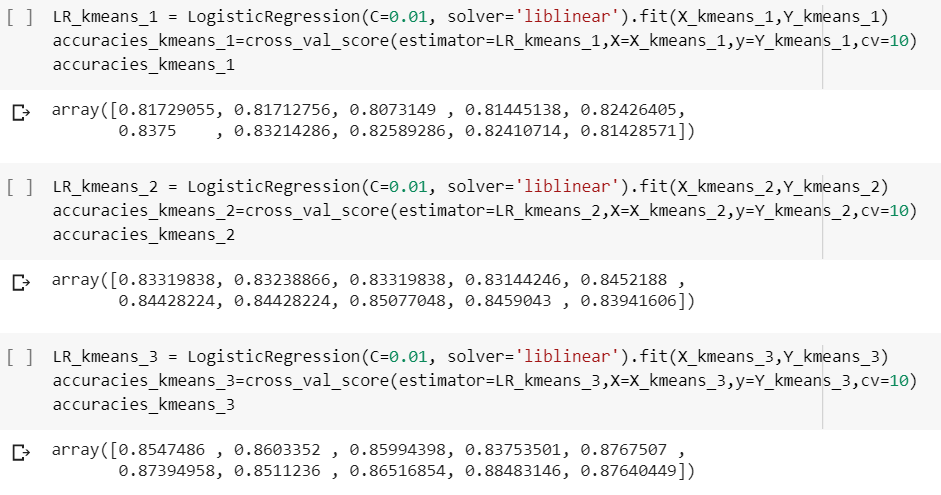 [ ] LR_kmeans_1 = LogisticRegression(C=0.01, solver='liblinear').fit(X_kmeans_1,Y_kmeans_1)
accuracies_kmeans_1=cross_val_score(estimator=LR_kmeans_1,X=X_kmeans_1,y=Y_kmeans_1,cv=10)
accuracies_kmeans_1
array([0.81729055, 0.81712756, 0.8073149 , 0.81445138, 0.82426405,
0.8375    , 0.83214286, 0.82589286, 0.82410714, 0.81428571])
[ ] LR_kmeans_2 = LogisticRegression(C=0.01, solver='liblinear').fit(X_kmeans_2,Y_kmeans_2)
accuracies_kmeans_2=cross_val_score(estimator=LR_kmeans_2,X=X_kmeans_2,y=Y_kmeans_2,cv=10)
accuracies_kmeans_2
array([0.83319838, 0.83238866, 0.83319838, 0.83144246, 0.8452188 ,
0.84428224, 0.84428224, 0.85077048, 0.8459043 , 0.83941606])
[ ] LR_kmeans_3 = LogisticRegression(C=0.01, solver='liblinear').fit(X_kmeans_3,Y_kmeans_3)
accuracies_kmeans_3=cross_val_score(estimator=LR_kmeans_3,X=X_kmeans_3,y=Y_kmeans_3,cv=10)
accuracies_kmeans_3
array([0.8547486 , 0.8603352 , 0.85994398, 0.83753501, 0.8767507 ,
0.87394958, 0.8511236 , 0.86516854, 0.88483146, 0.87640449])